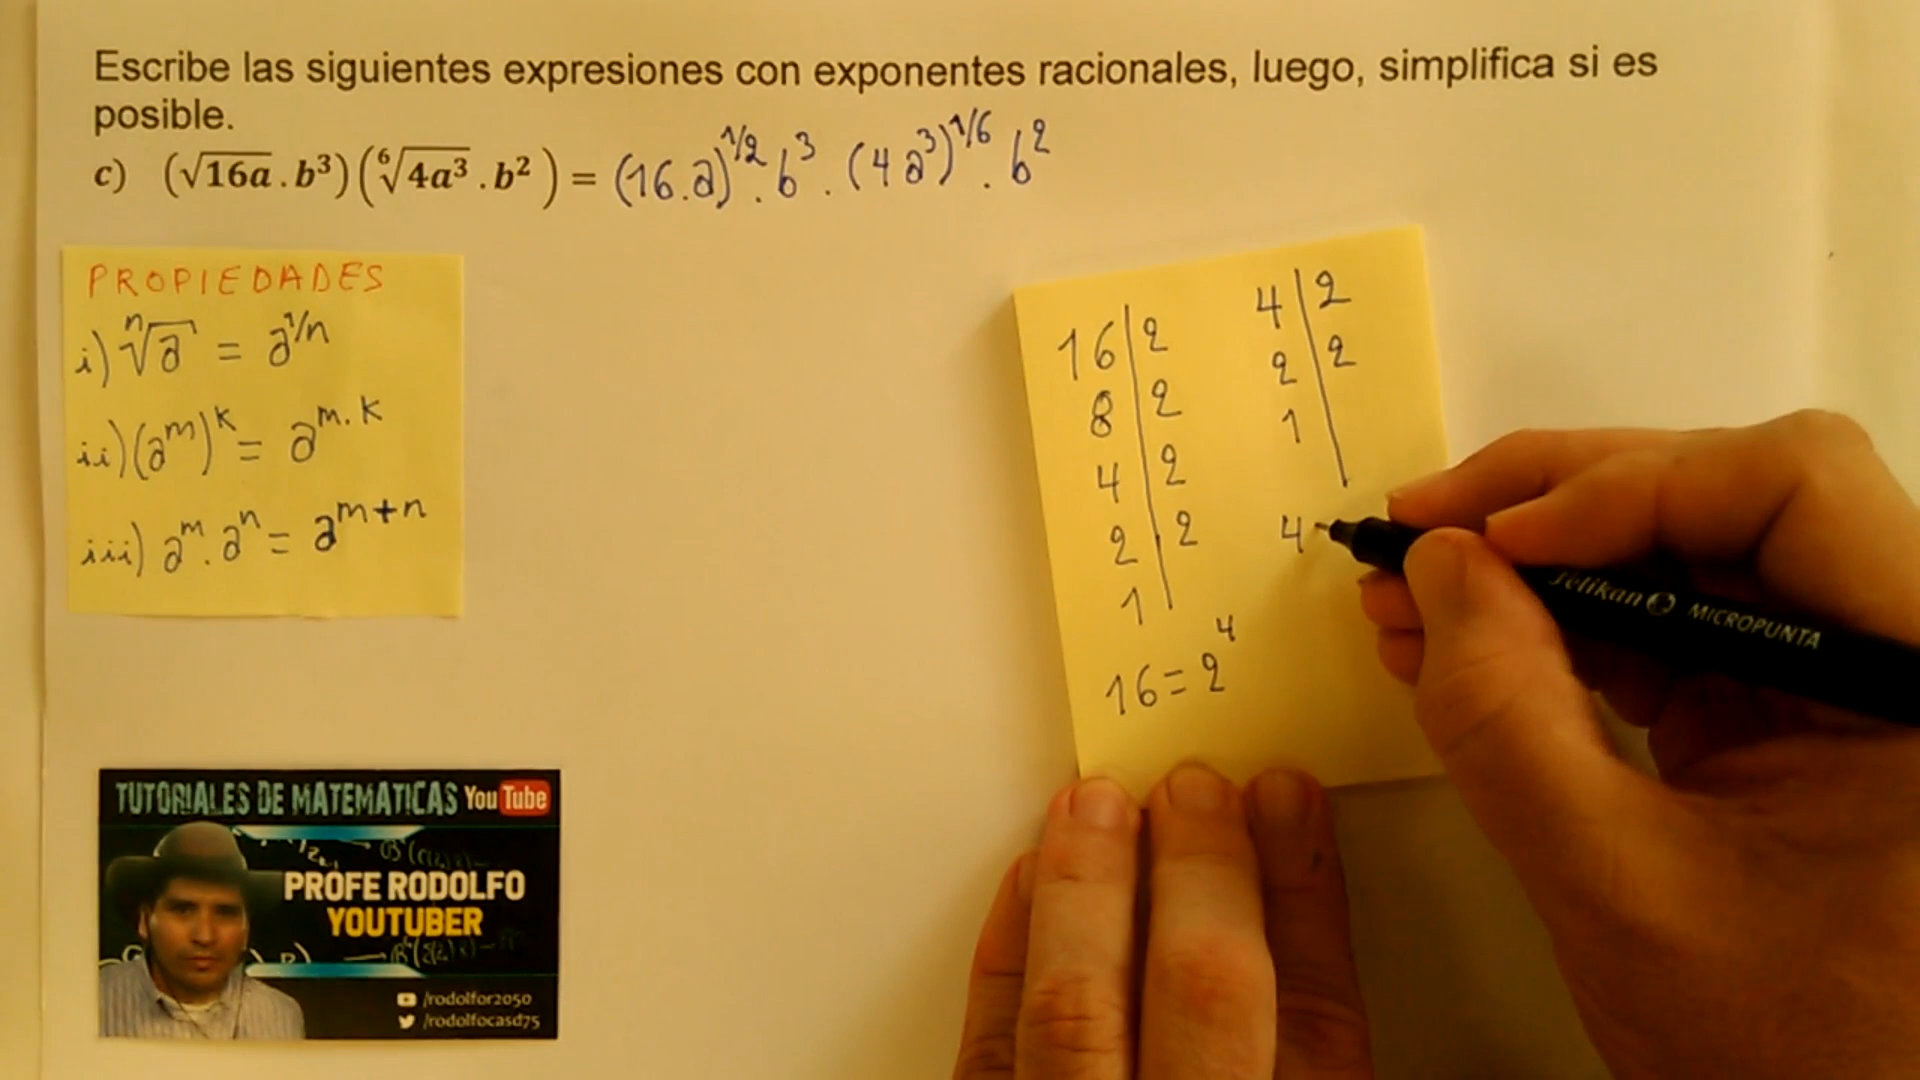 Escribe las siguientes expresiones con exponentes racionales, luego, simplifica si es
posible.
c) (√16a . b³)(⁶√4a³ . b²) = (16.a)^1/2 . b³ . (4a³)^1/6 . b²
PROPIEDADES
i) ⁿ√a = a^1/n
ii) (a^m)^k = a^m.k
iii) a^m . a^n = a^m+n
16 | 2
8 | 2
4 | 2
2 | 2
1
16 = 2⁴
4 | 2
2 | 2
1
4
Pelikan MICROPUNTA
TUTORIALES DE MATEMATICAS YouTube
PROFE RODOLFO
YOUTUBER
/rodolfor2050
/rodolfocasd75